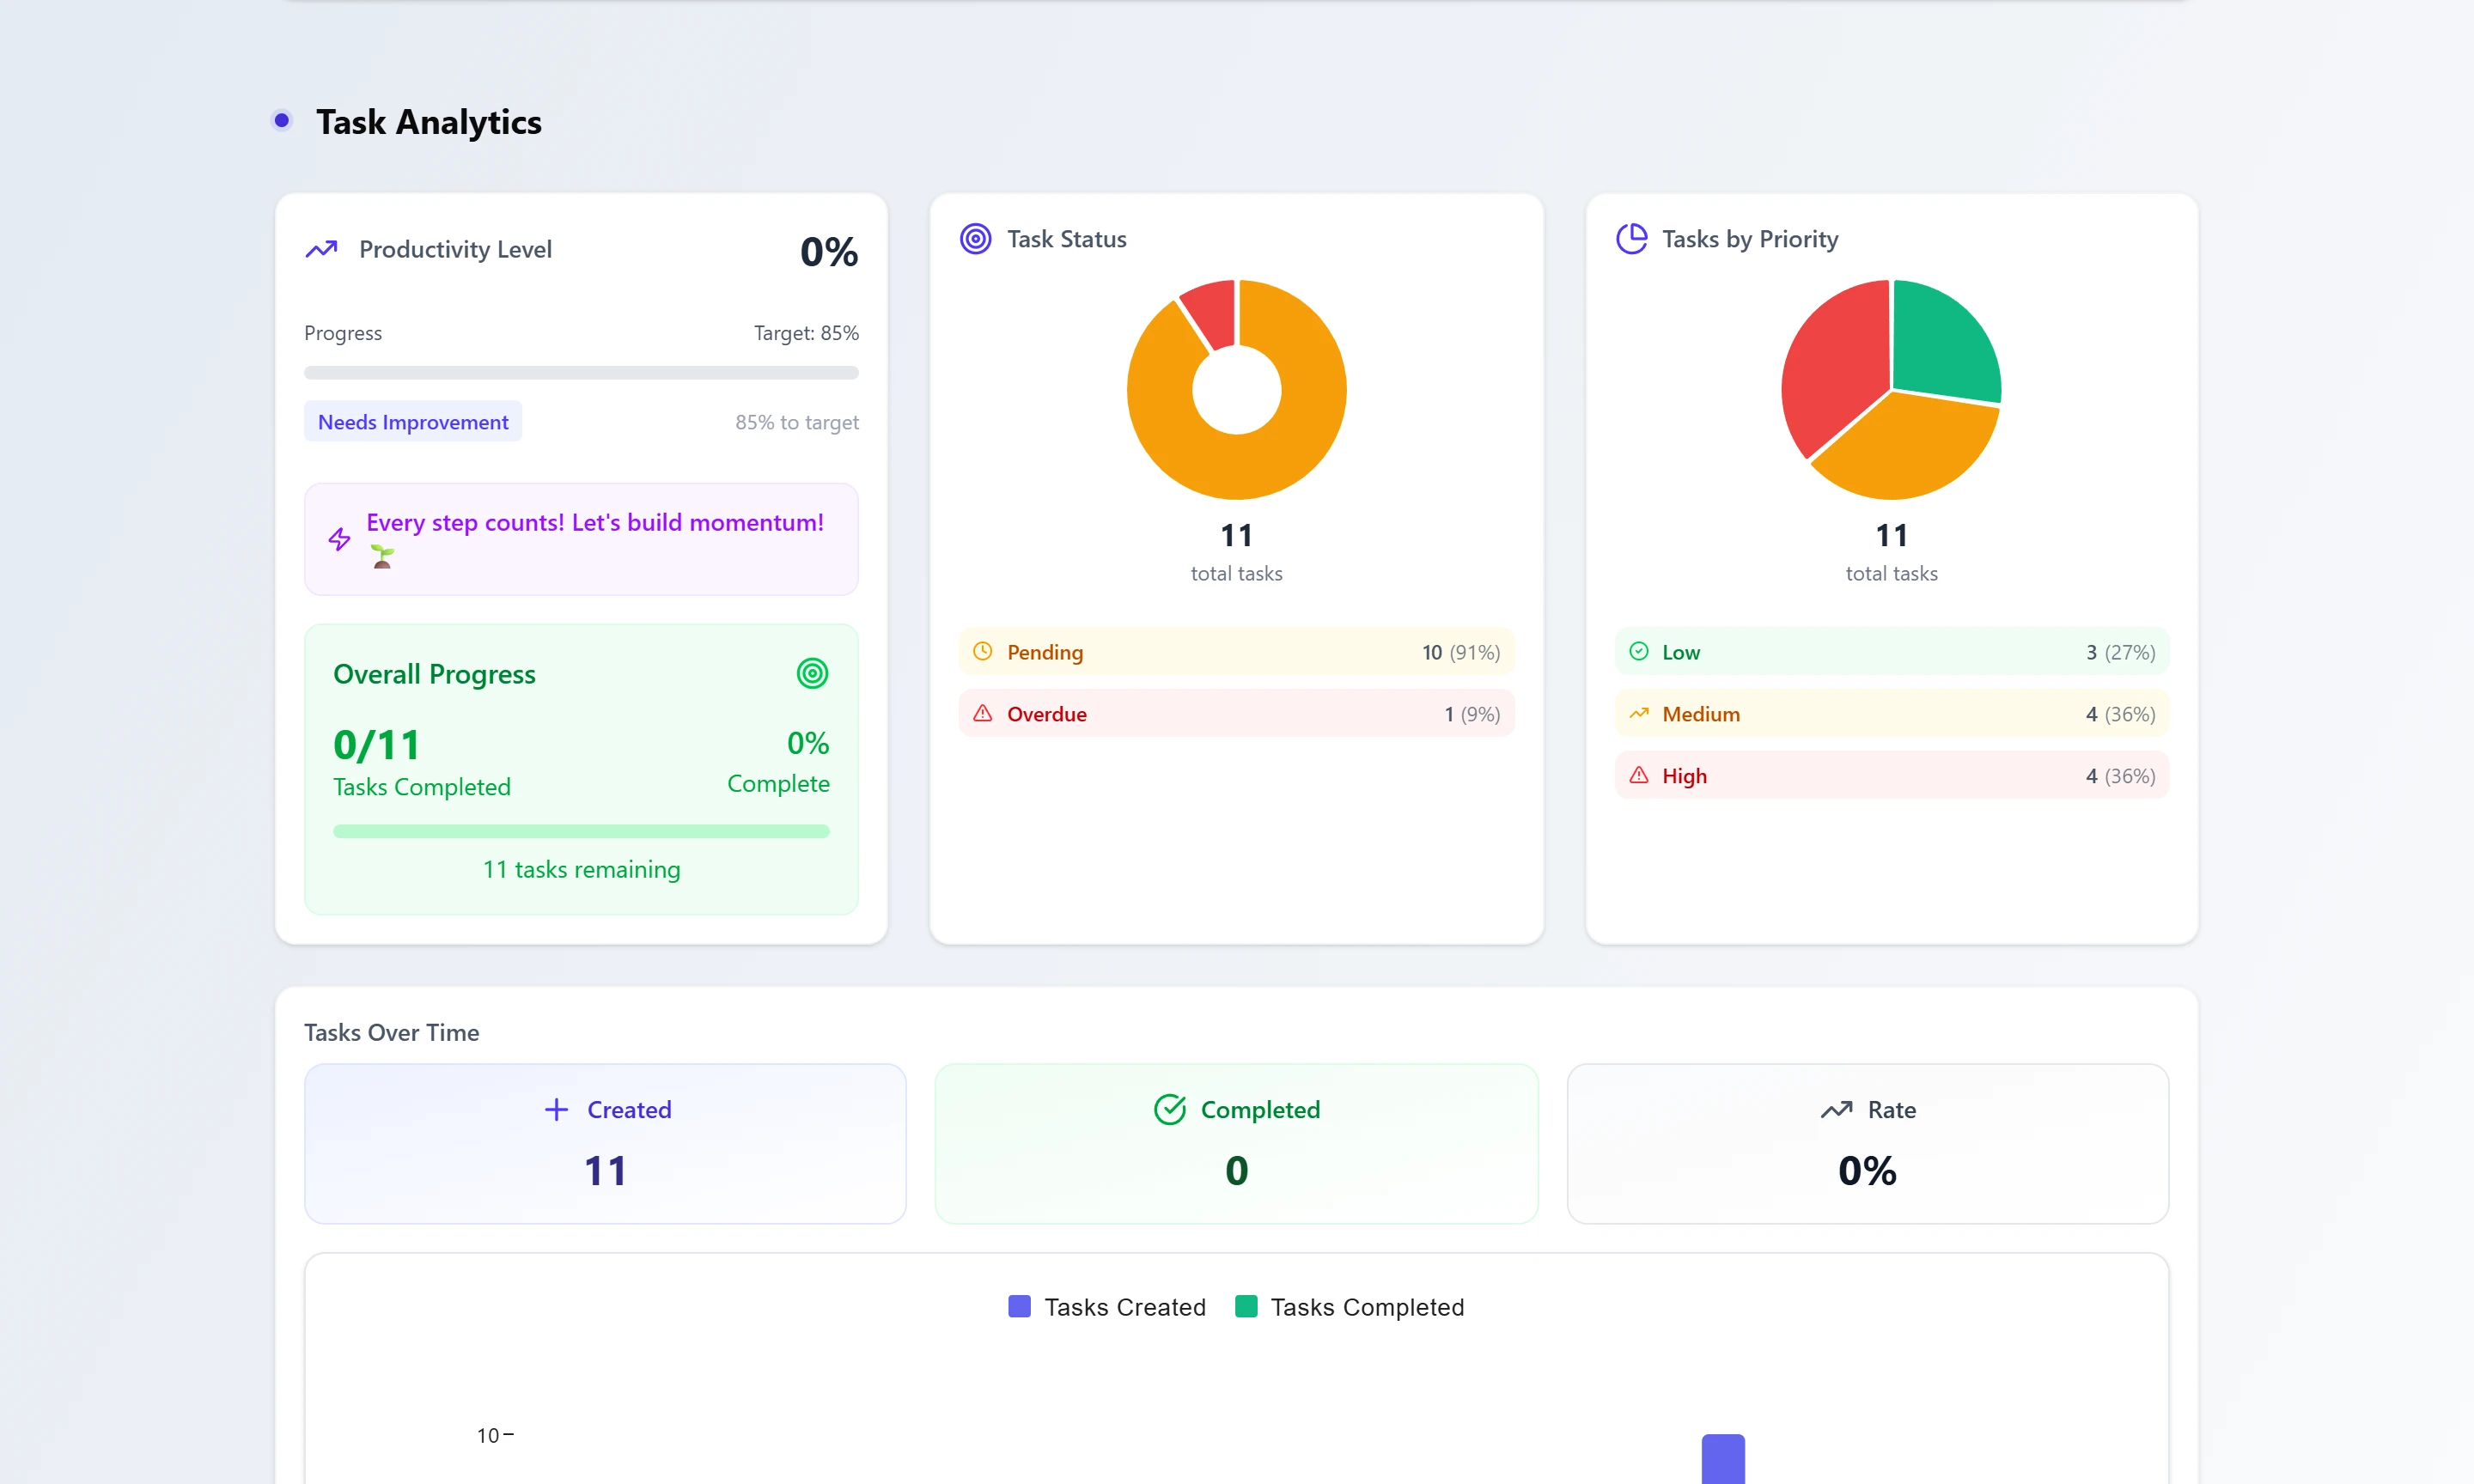 Task Analytics
Productivity Level
0%
Progress
Target: 85%
Needs Improvement
85% to target
Every step counts! Let's build momentum!
🌱
Overall Progress
0/11
0%
Tasks Completed
Complete
11 tasks remaining
Task Status
11
total tasks
Pending
10 (91%)
Overdue
1 (9%)
Tasks by Priority
11
total tasks
Low
3 (27%)
Medium
4 (36%)
High
4 (36%)
Tasks Over Time
Created
11
Completed
0
Rate
0%
Tasks Created
Tasks Completed
10